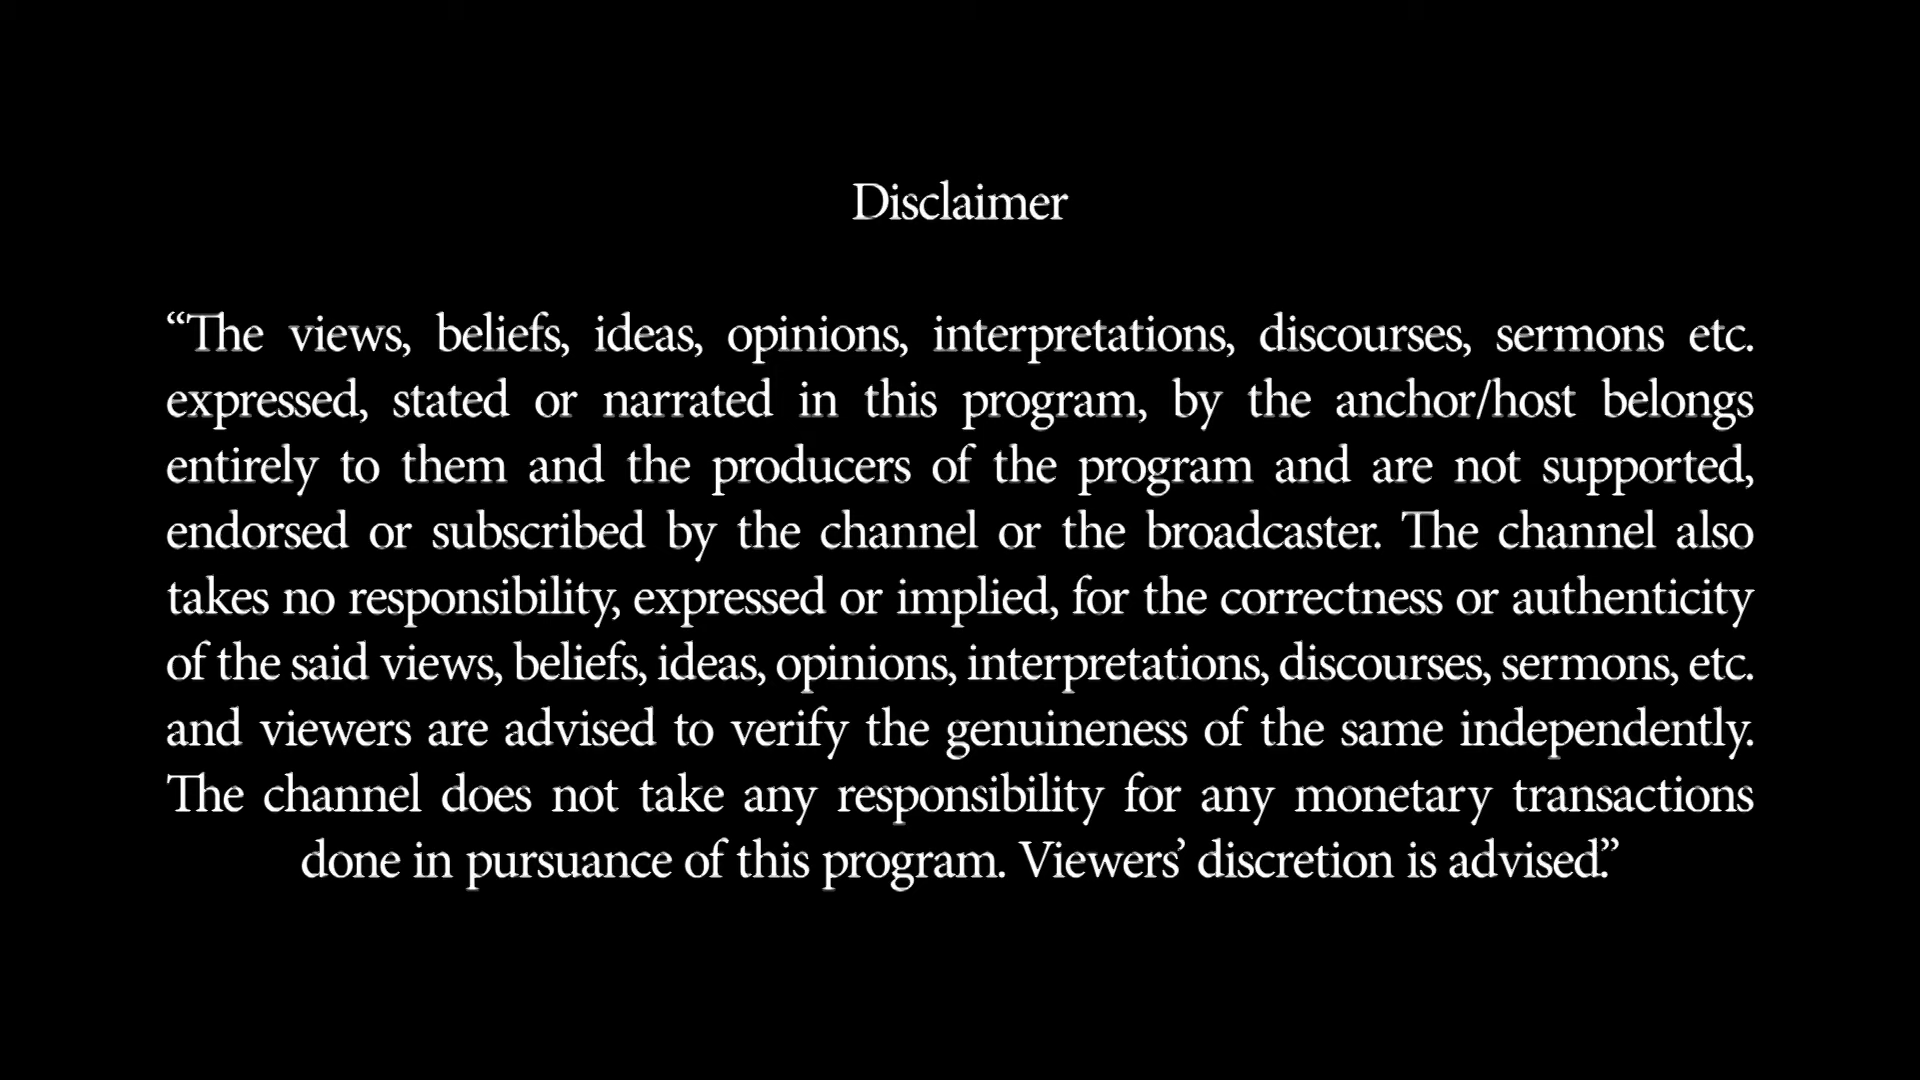 Disclaimer
“The views, beliefs, ideas, opinions, interpretations, discourses, sermons etc.
expressed, stated or narrated in this program, by the anchor/host belongs
entirely to them and the producers of the program and are not supported,
endorsed or subscribed by the channel or the broadcaster. The channel also
takes no responsibility, expressed or implied, for the correctness or authenticity
of the said views, beliefs, ideas, opinions, interpretations, discourses, sermons, etc.
and viewers are advised to verify the genuineness of the same independently.
The channel does not take any responsibility for any monetary transactions
done in pursuance of this program. Viewers’ discretion is advised.”